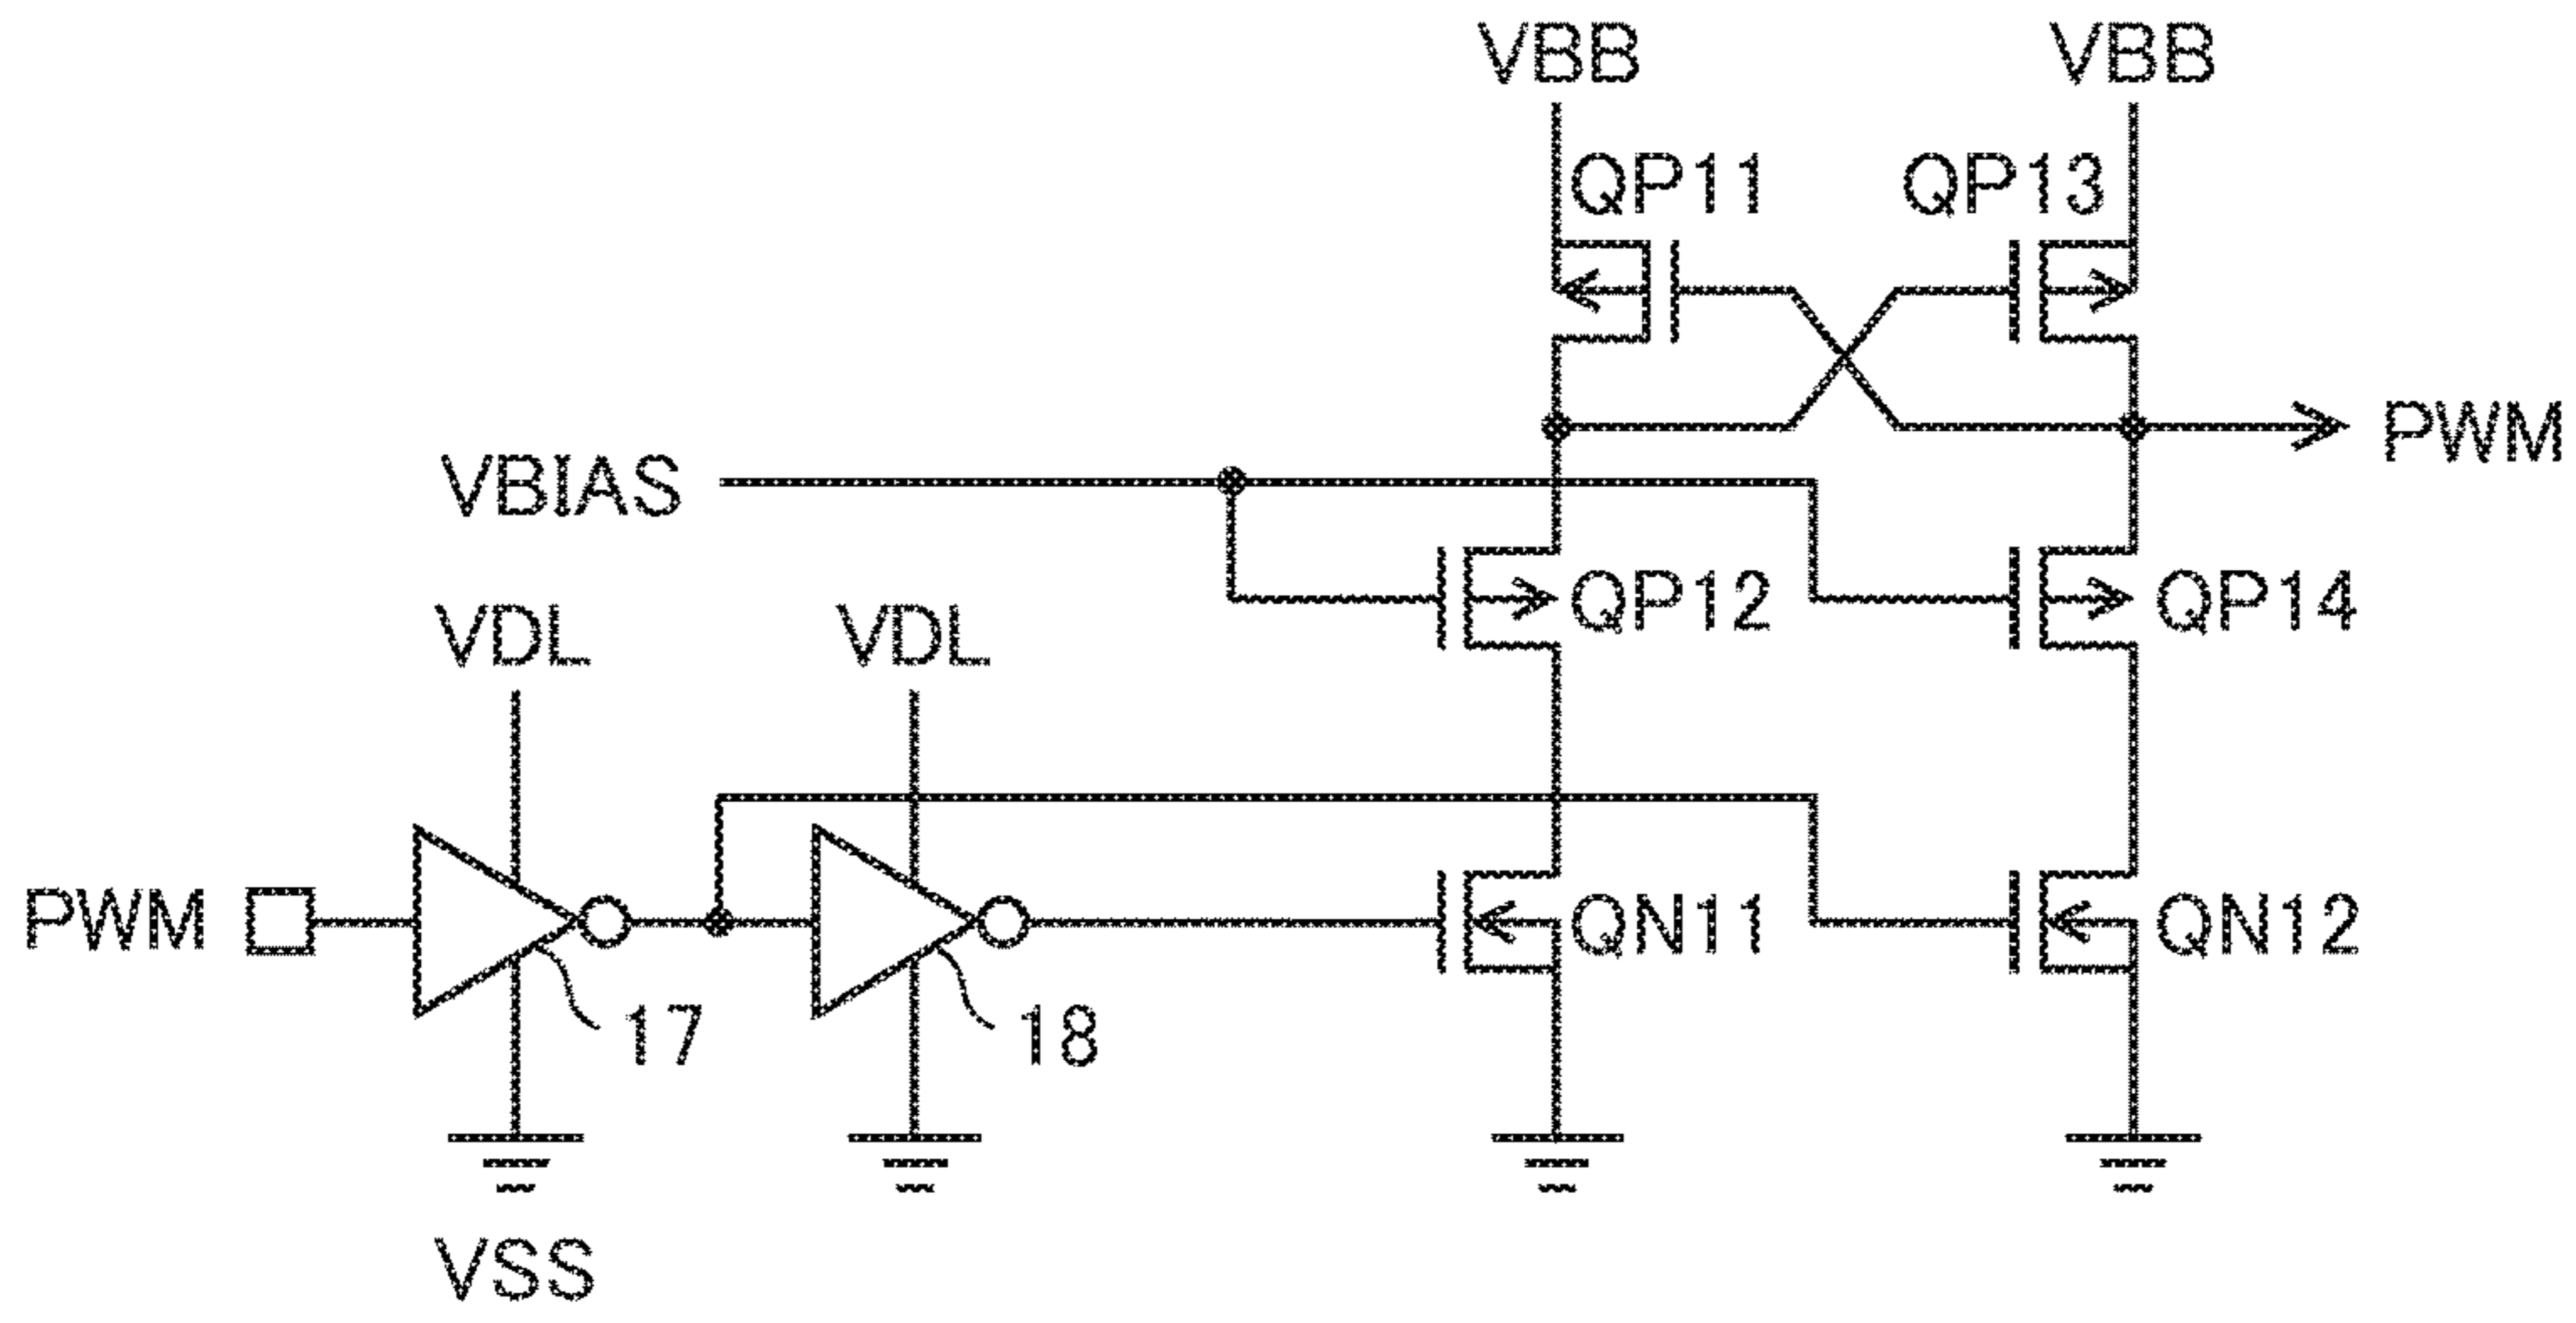 VBB VBB
QP11 QP13
PWM
VBIAS
QP12 QP14
VDL VDL
PWM QN11 QN12
17 18
VSS